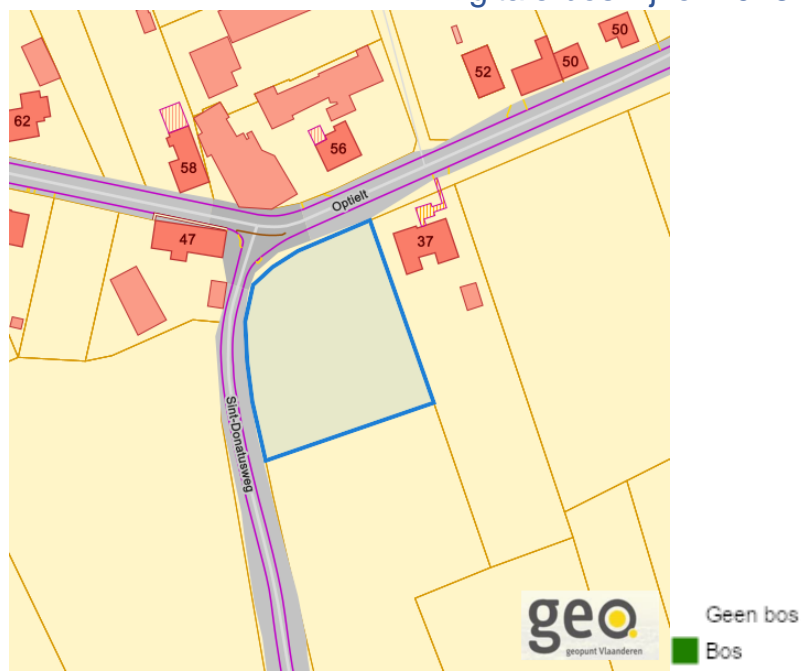 50
52
50
62
56
58
Optielt
47
37
Sint-Donatusweg
geo.
geopunt Vlaanderen
Geen bos
Bos